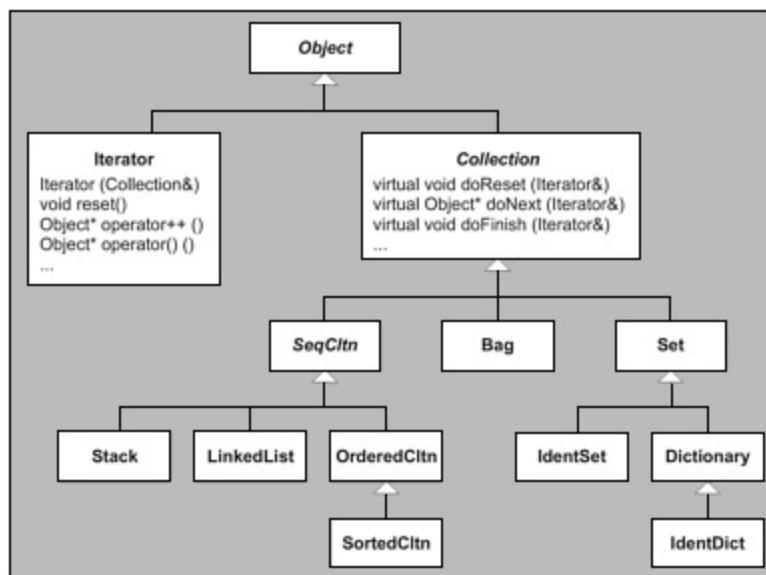 Object
Iterator
Iterator (Collection&)
void reset()
Object* operator++ ()
Object* operator() ()
...
Collection
virtual void doReset (Iterator&)
virtual Object* doNext (Iterator&)
virtual void doFinish (Iterator&)
...
SeqCltn
Bag
Set
Stack
LinkedList
OrderedCltn
IdentSet
Dictionary
SortedCltn
IdentDict